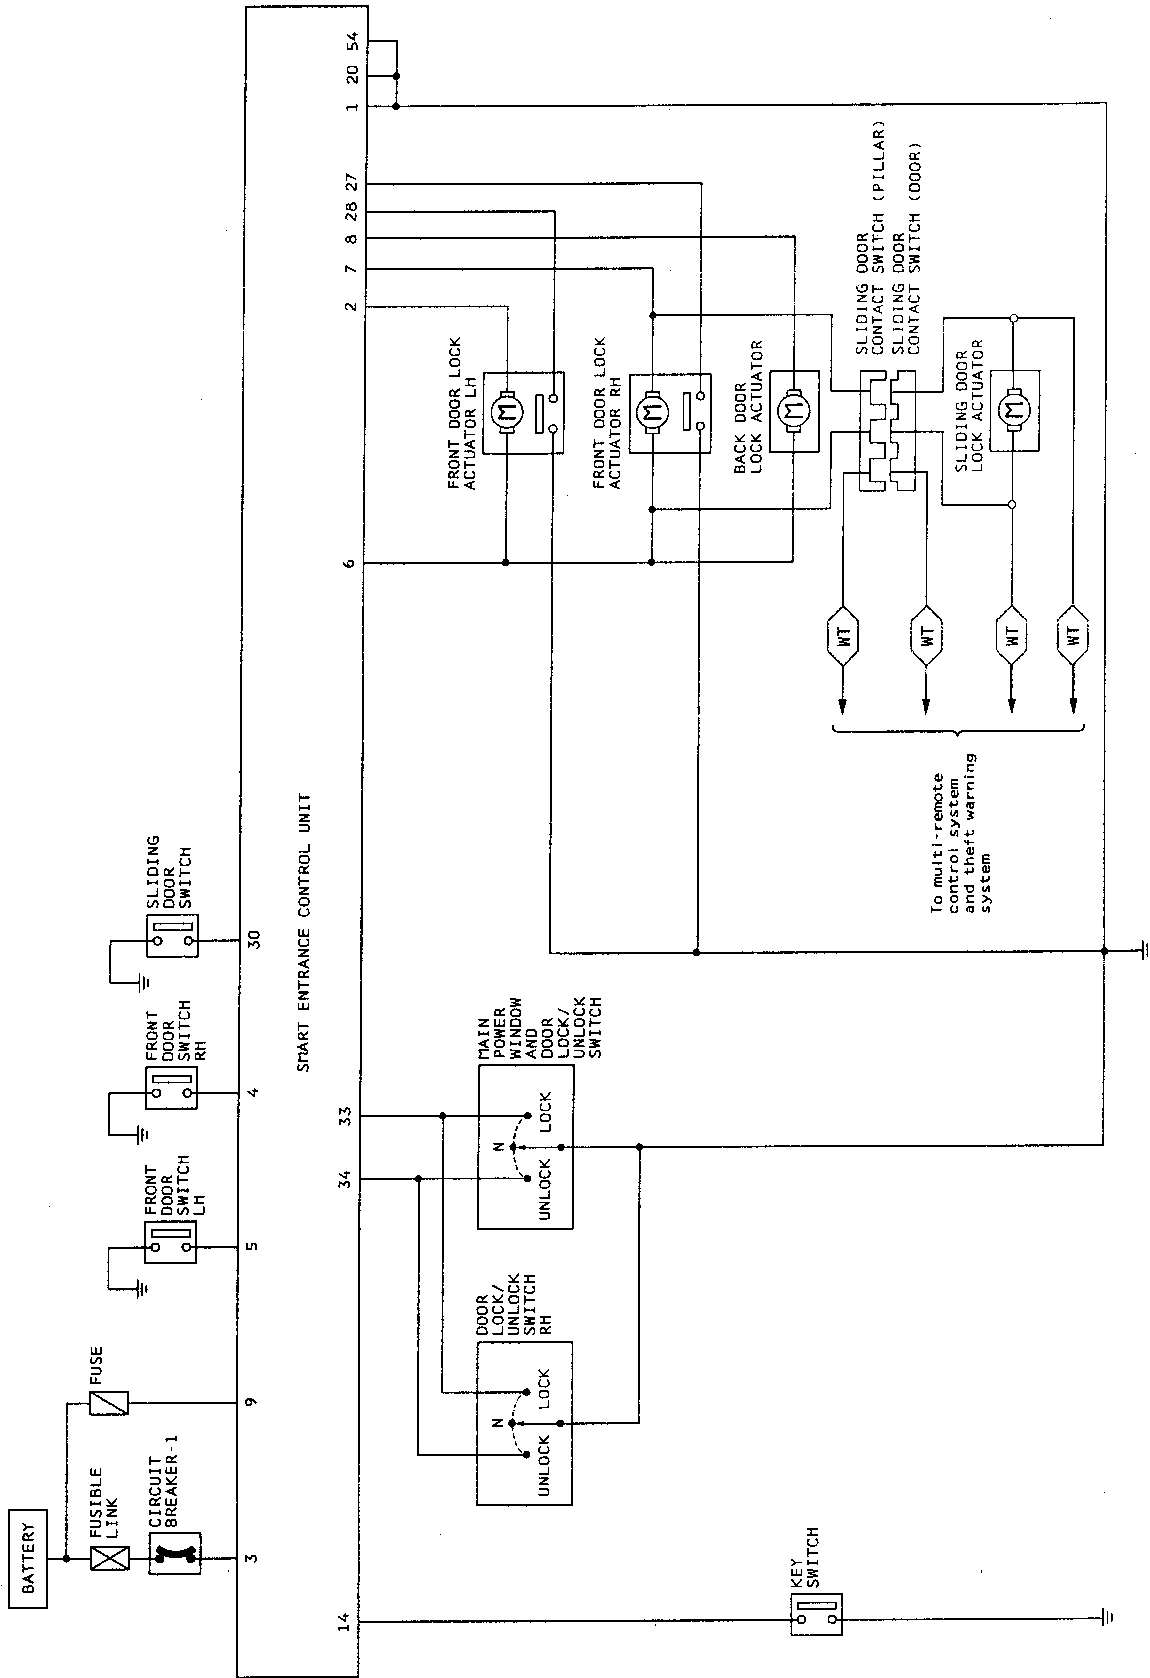 BATTERY
FUSIBLE
LINK
FUSE
CIRCUIT
BREAKER-1
FRONT
DOOR
SWITCH
LH
FRONT
DOOR
SWITCH
RH
SLIDING
DOOR
SWITCH
3
9
5
4
30
SMART ENTRANCE CONTROL UNIT
14
34
33
6
2
7
8
28
27
1
20
54
DOOR
LOCK/
UNLOCK
SWITCH
RH
N
UNLOCK
LOCK
MAIN
POWER
WINDOW
AND
DOOR
LOCK/
UNLOCK
SWITCH
N
UNLOCK
LOCK
FRONT DOOR LOCK
ACTUATOR LH
M
FRONT DOOR LOCK
ACTUATOR RH
M
BACK DOOR
LOCK ACTUATOR
M
SLIDING DOOR
CONTACT SWITCH (PILLAR)
SLIDING DOOR
CONTACT SWITCH (DOOR)
SLIDING DOOR
LOCK ACTUATOR
M
WT
WT
WT
WT
To multi-remote
control system
and theft warning
system
KEY
SWITCH